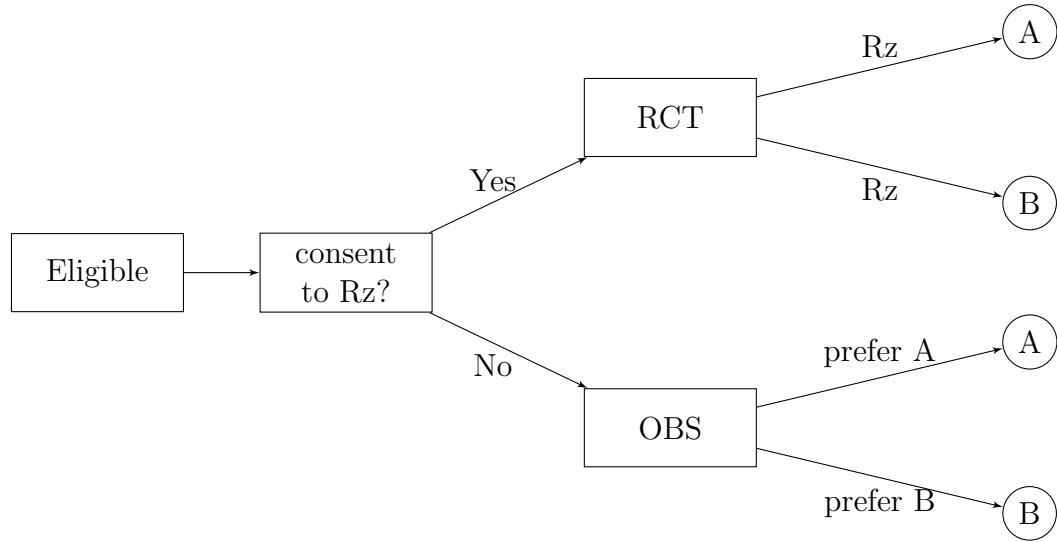 Eligible
consent
to Rz?
Yes
No
RCT
Rz
Rz
A
B
OBS
prefer A
prefer B
A
B